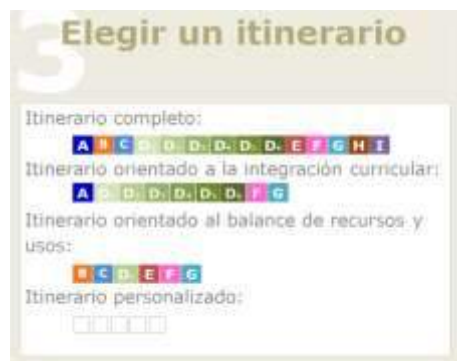 3
Elegir un itinerario
Itinerario completo:
A B C D D D D D D E F G H I
Itinerario orientado a la integración curricular:
A D D D D D D F G
Itinerario orientado al balance de recursos y
usos:
B C D E F G
Itinerario personalizado: